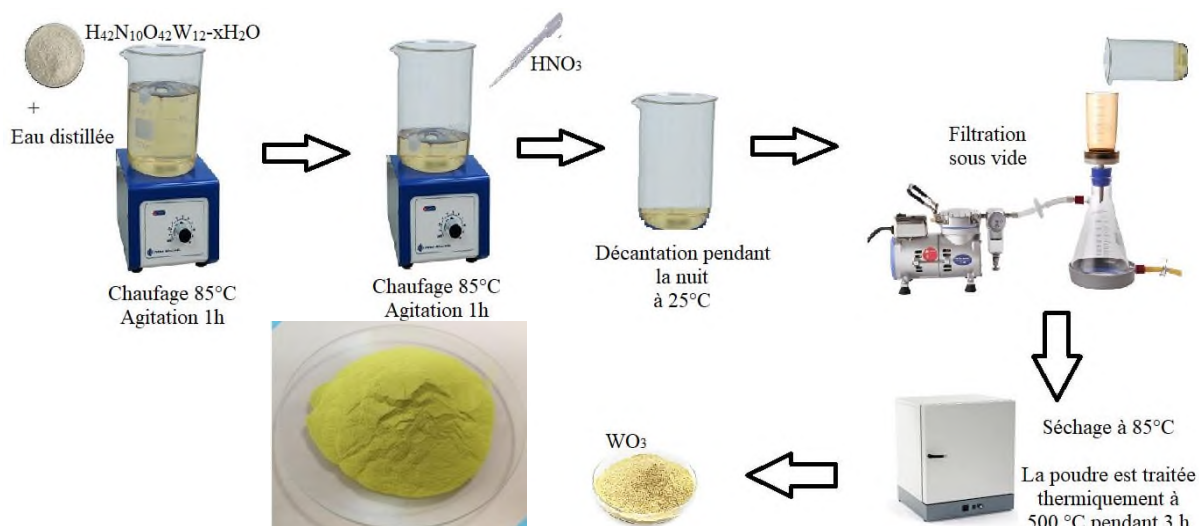 H₄₂N₁₀O₄₂W₁₂-xH₂O
+
Eau distillée
Chaufage 85°C
Agitation 1h
HNO₃
Chaufage 85°C
Agitation 1h
Décantation pendant
la nuit
à 25°C
Filtration
sous vide
Séchage à 85°C
La poudre est traitée
thermiquement à
500 °C pendant 3 h
WO₃